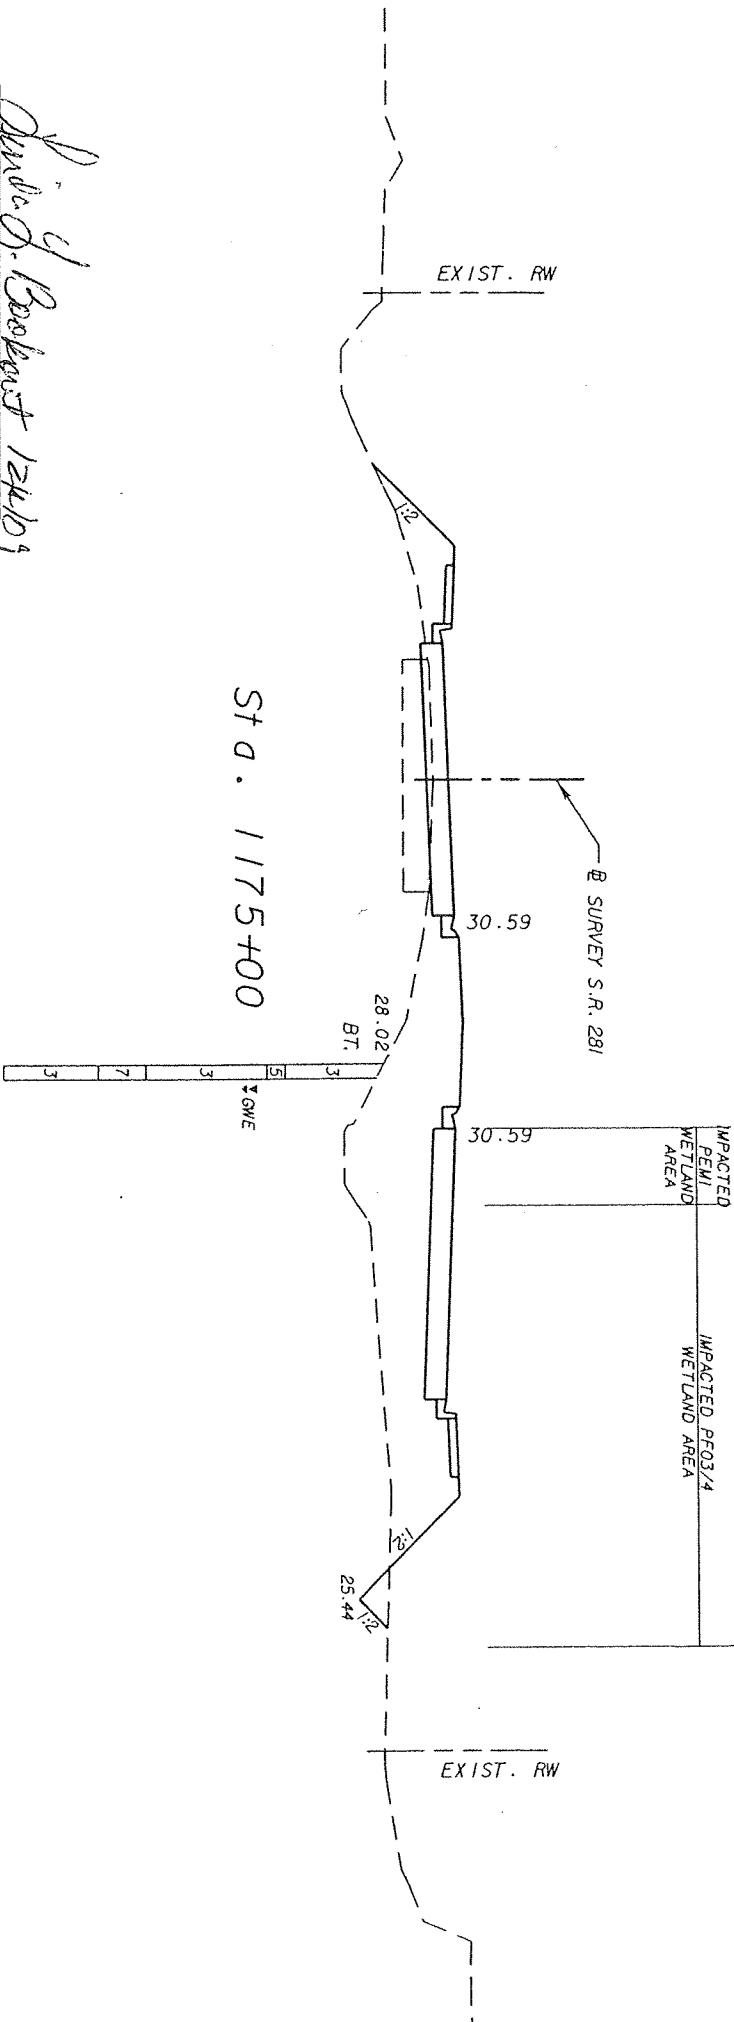 EXIST. RW
1:2
℄ SURVEY S.R. 281
30.59
Sta. 1175+00
28.02
BT.
3
5
3
7
3
GWE
30.59
IMPACTED
PEM1
WETLAND
AREA
IMPACTED PFO3/4
WETLAND AREA
1:2
25.44
1:2
EXIST. RW